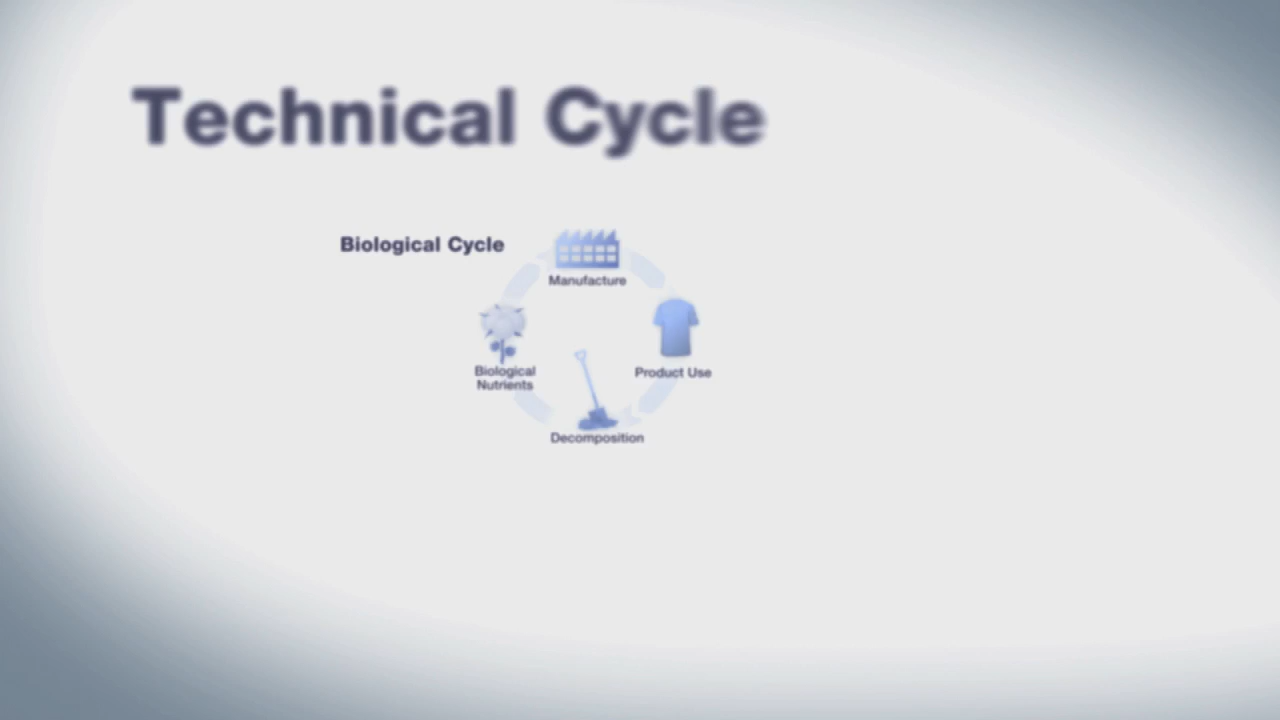 Technical Cycle
Biological Cycle
Manufacture
Product Use
Biological
Nutrients
Decomposition